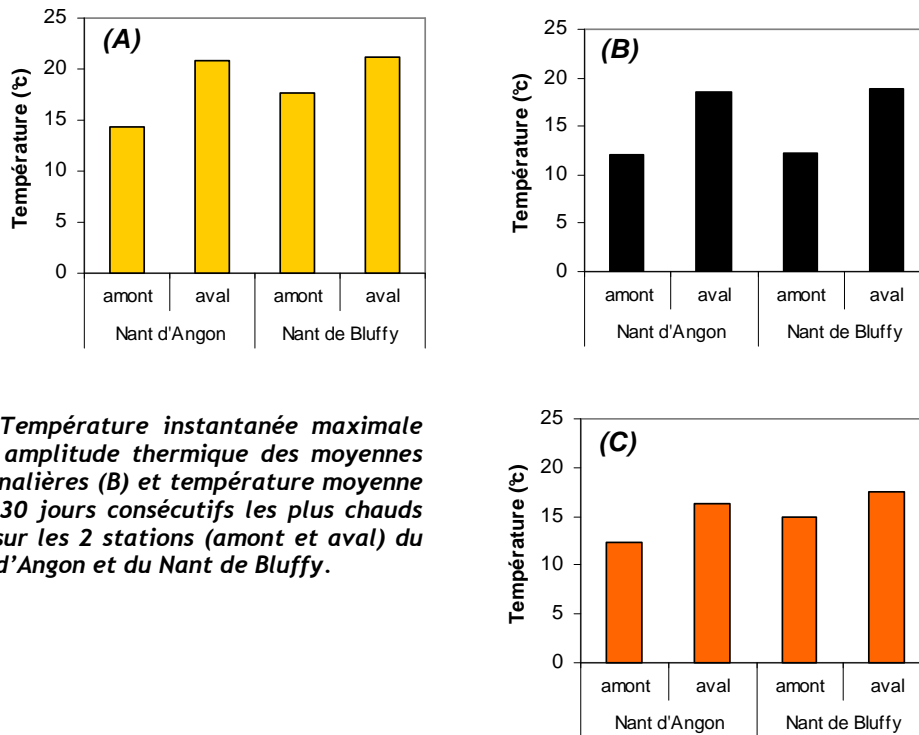 (A)
Température (°c)
25
20
15
10
5
0
amont aval amont aval
Nant d'Angon Nant de Bluffy
(B)
Température (°c)
25
20
15
10
5
0
amont aval amont aval
Nant d'Angon Nant de Bluffy
Température instantanée maximale
amplitude thermique des moyennes
nalières (B) et température moyenne
30 jours consécutifs les plus chauds
sur les 2 stations (amont et aval) du
d’Angon et du Nant de Bluffy.
(C)
Température (°c)
25
20
15
10
5
0
amont aval amont aval
Nant d'Angon Nant de Bluffy